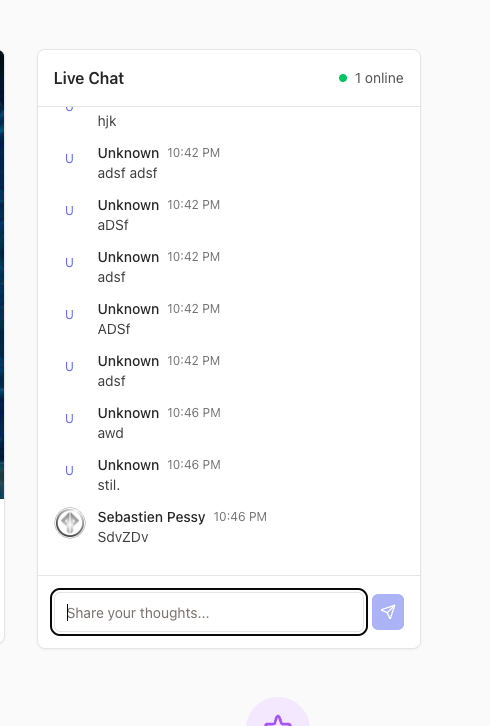 Live Chat
1 online
U
hjk
Unknown 10:42 PM
U
adsf adsf
Unknown 10:42 PM
U
aDSf
Unknown 10:42 PM
U
adsf
Unknown 10:42 PM
U
ADSf
Unknown 10:42 PM
U
adsf
Unknown 10:46 PM
U
awd
Unknown 10:46 PM
U
stil.
Sebastien Pessy 10:46 PM
SdvZDv
Share your thoughts...